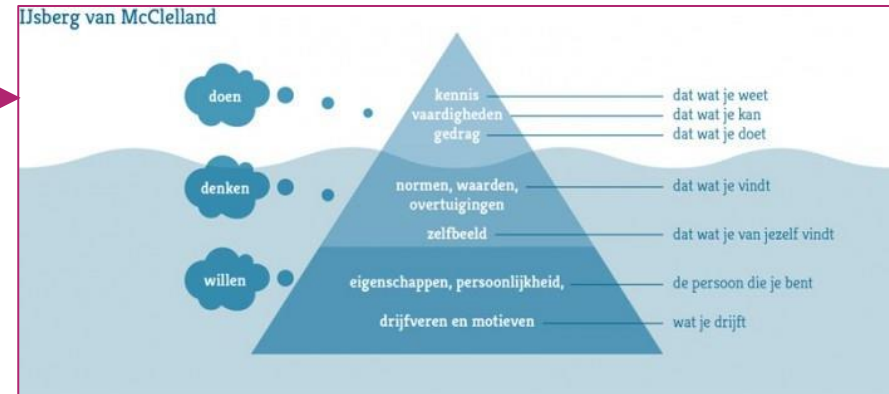 IJsberg van McClelland
doen
kennis
dat wat je weet
vaardigheden
dat wat je kan
gedrag
dat wat je doet
denken
normen, waarden,
overtuigingen
dat wat je vindt
zelfbeeld
dat wat je van jezelf vindt
willen
eigenschappen, persoonlijkheid,
de persoon die je bent
drijfveren en motieven
wat je drijft